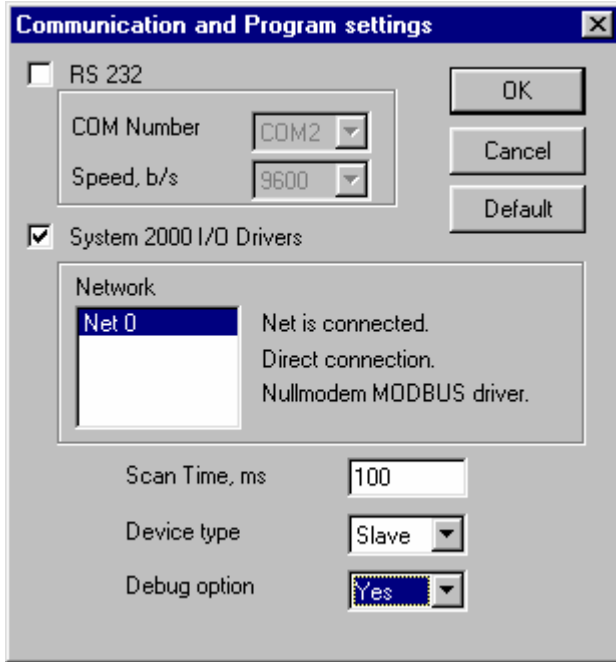 Communication and Program settings
RS 232
COM Number COM2
Speed, b/s 9600
OK
Cancel
Default
System 2000 I/O Drivers
Network
Net 0
Net is connected.
Direct connection.
Nullmodem MODBUS driver.
Scan Time, ms 100
Device type Slave
Debug option Yes